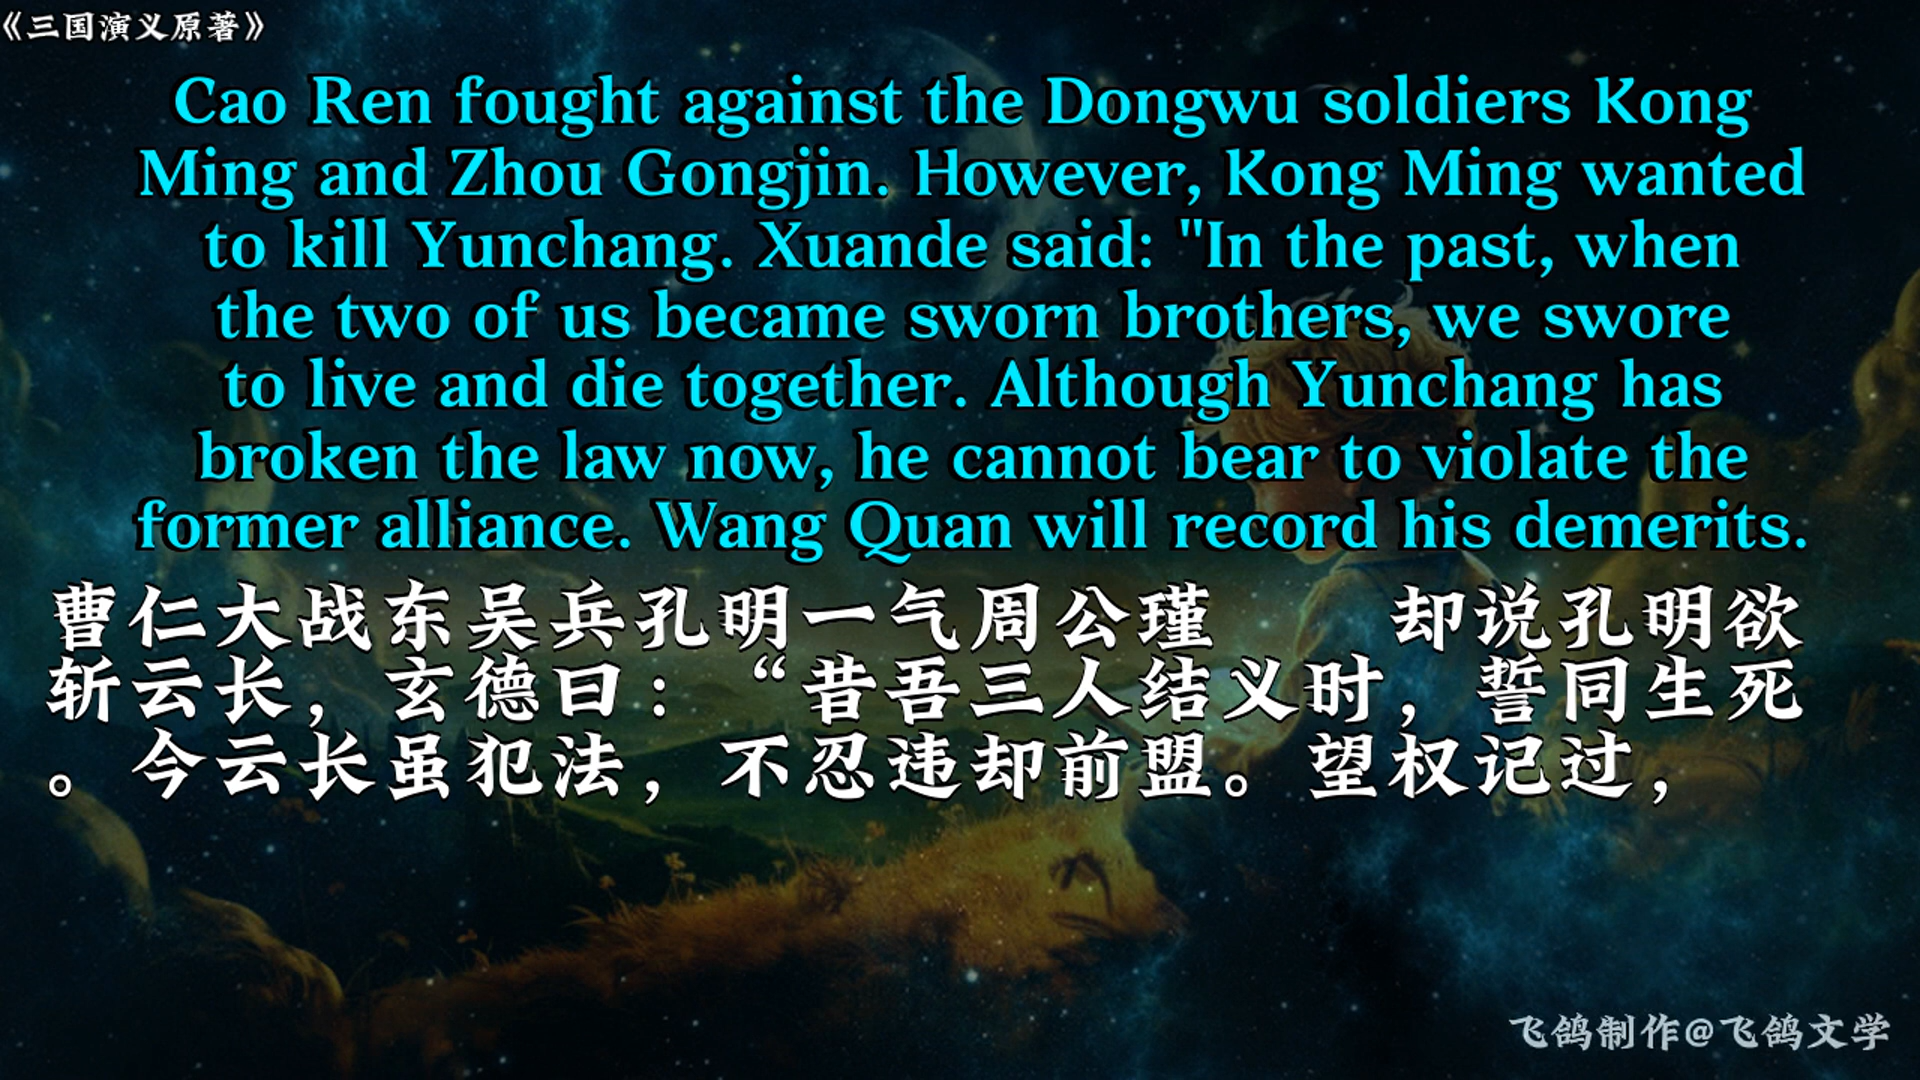 《三国演义原著》
Cao Ren fought against the Dongwu soldiers Kong
Ming and Zhou Gongjin. However, Kong Ming wanted
to kill Yunchang. Xuande said: "In the past, when
the two of us became sworn brothers, we swore
to live and die together. Although Yunchang has
broken the law now, he cannot bear to violate the
former alliance. Wang Quan will record his demerits.
曹仁大战东吴兵孔明一气周公瑾　　却说孔明欲
斩云长，玄德曰：“昔吾三人结义时，誓同生死
。今云长虽犯法，不忍违却前盟。望权记过，
飞鸽制作@飞鸽文学